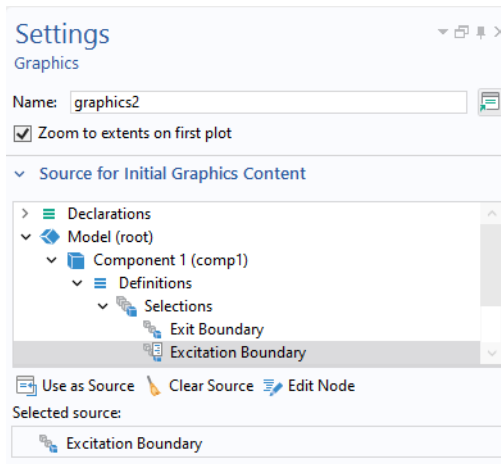 Settings
Graphics
Name: graphics2
Zoom to extents on first plot
Source for Initial Graphics Content
Declarations
Model (root)
Component 1 (comp1)
Definitions
Selections
Exit Boundary
Excitation Boundary
Use as Source Clear Source Edit Node
Selected source:
Excitation Boundary